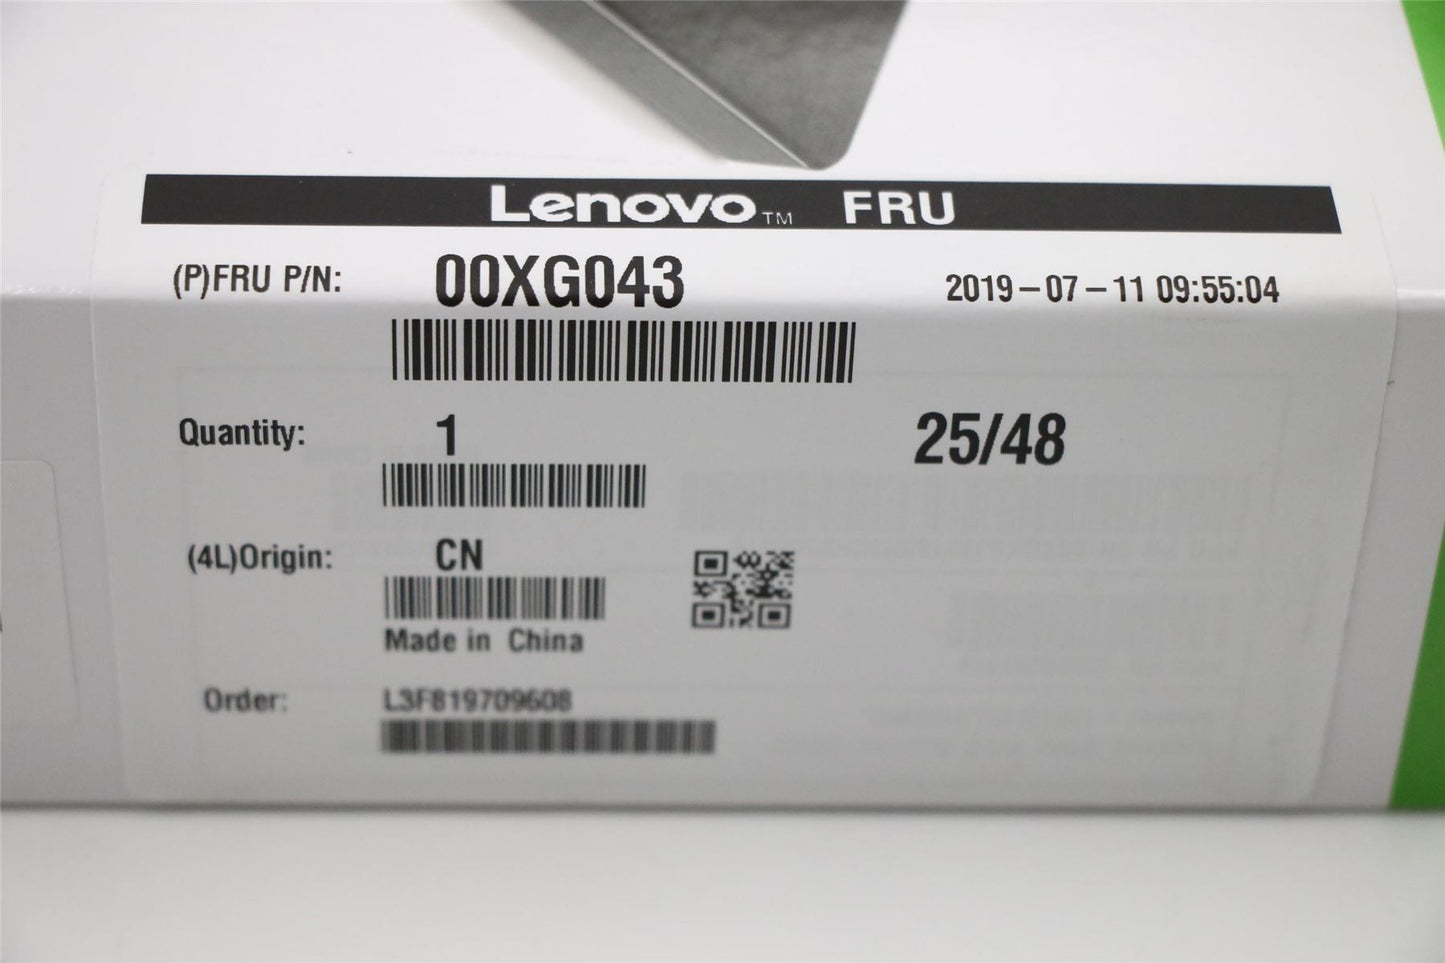 Lenovo™ FRU
(P)FRU P/N: 00XG043 2019-07-11 09:55:04
Quantity: 1 25/48
(4L)Origin: CN
Made in China
Order: L3F819709608